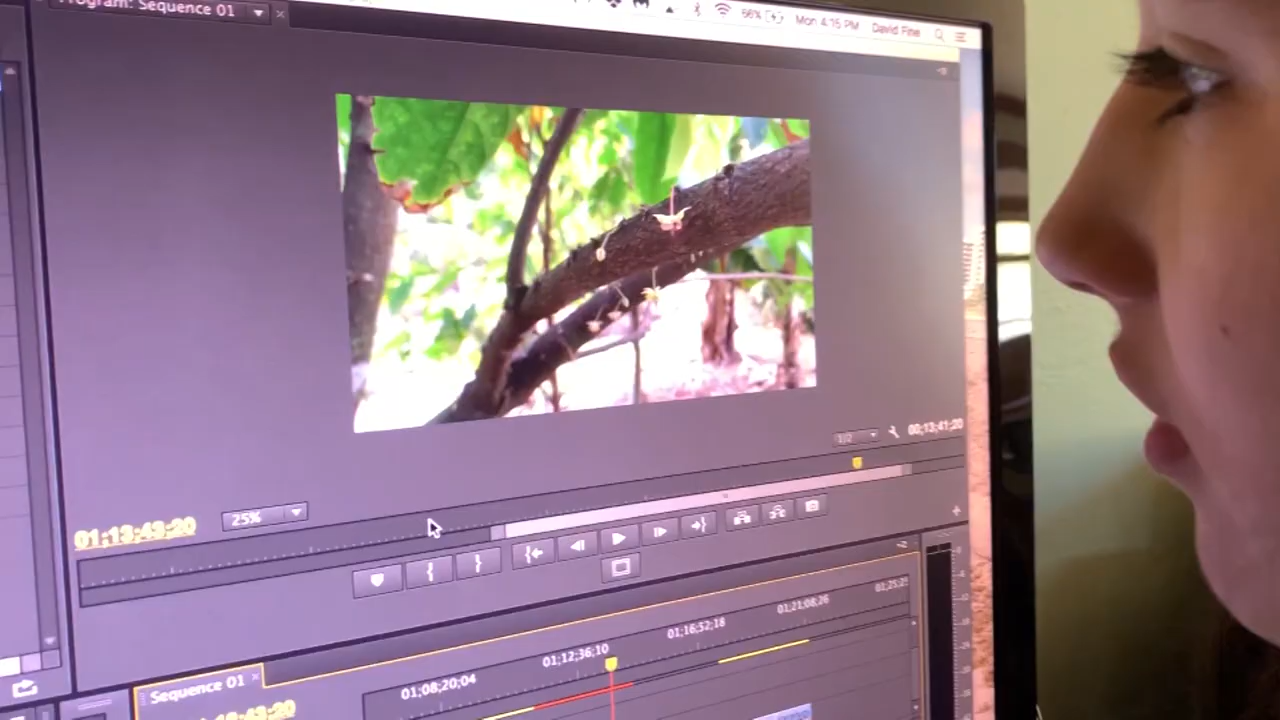 Program: Sequence 01
66%
Mon 4:15 PM
David Fine
1/2
00;13;41;20
01;13;43;20
25%
01;08;20;04
01;12;36;10
01;16;52;18
01;21;08;26
Sequence 01